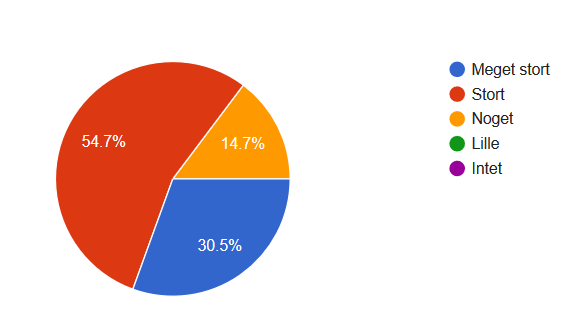 54.7%
14.7%
30.5%
Meget stort
Stort
Noget
Lille
Intet